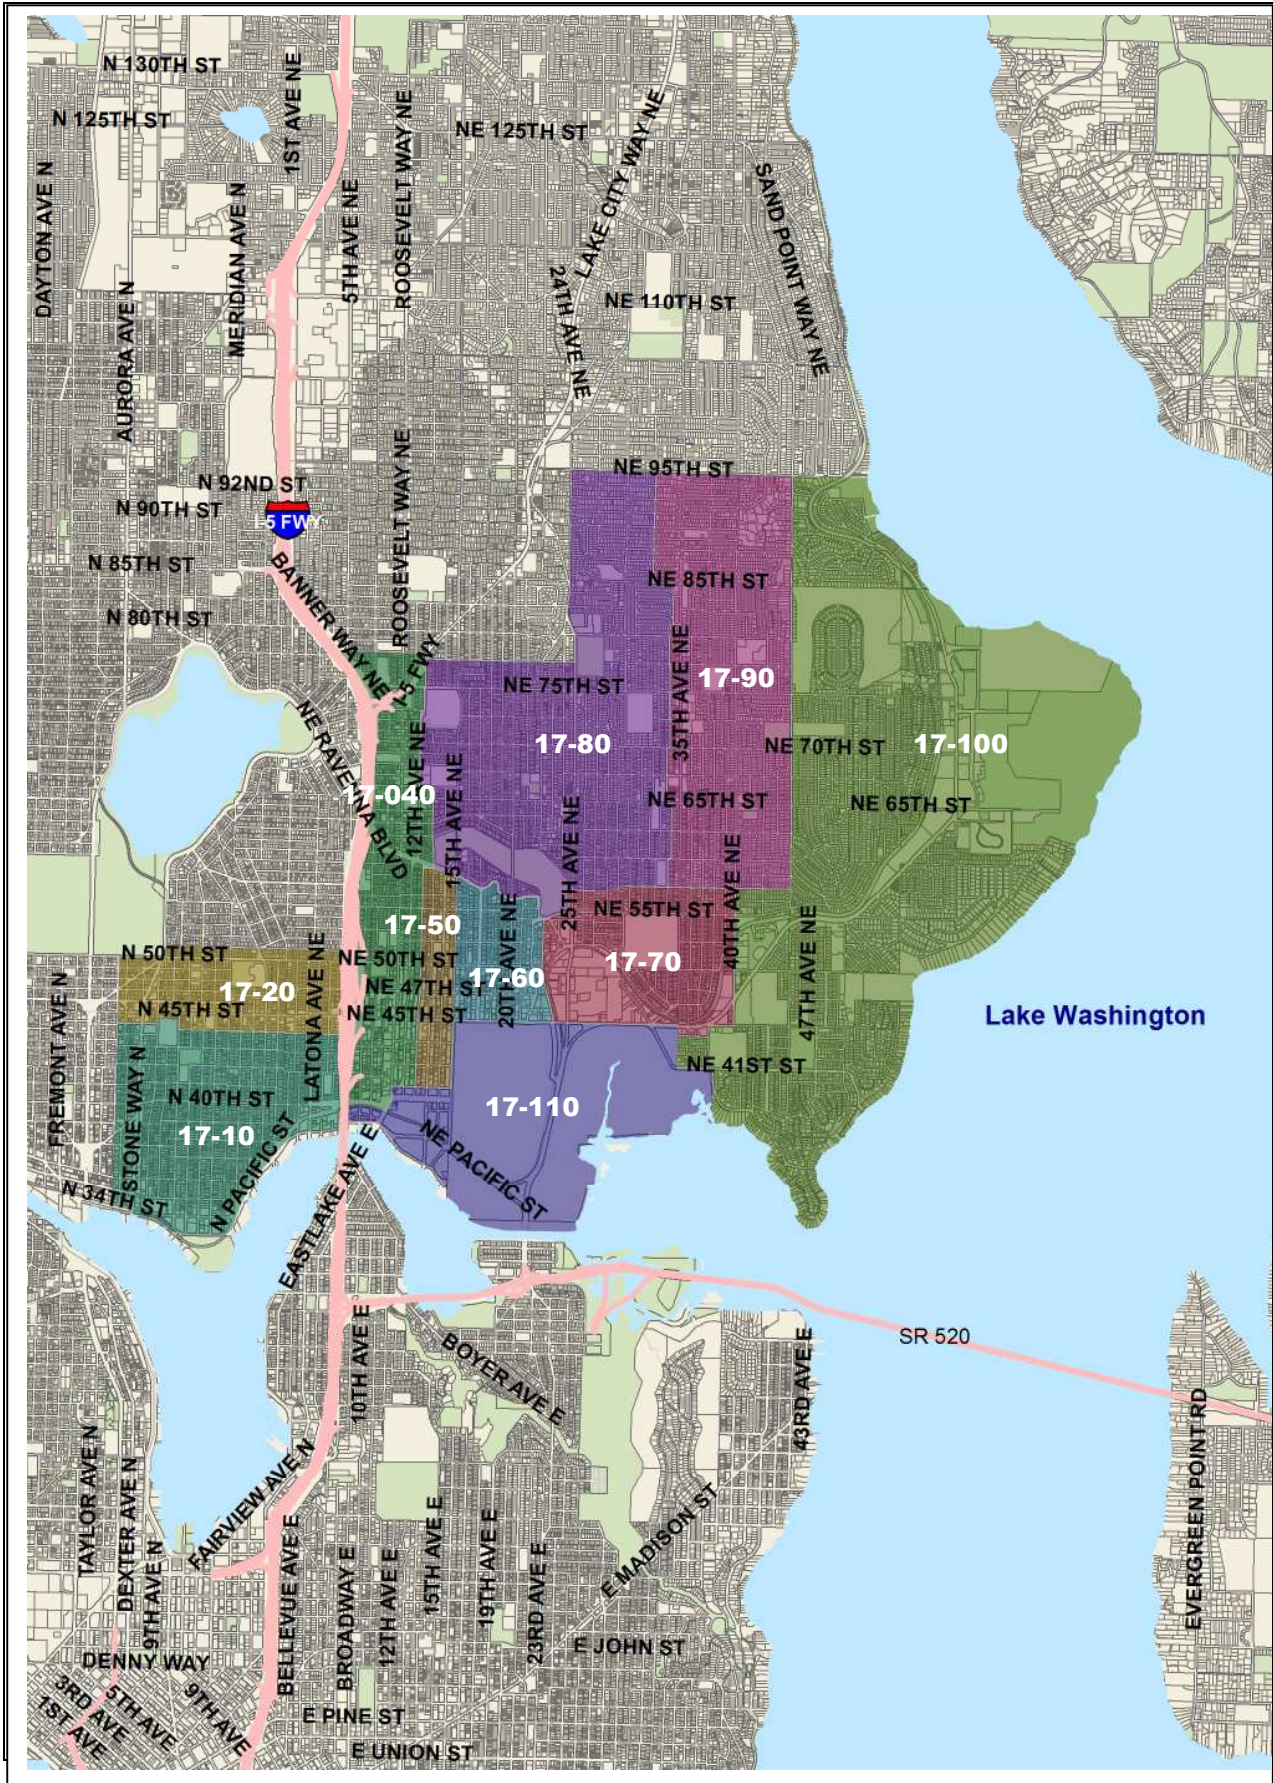 N 130TH ST
1ST AVE NE
N 125TH ST
NE 125TH ST
LAKE CITY WAY NE
ROOSEVELT WAY NE
DAYTON AVE N
MERIDIAN AVE N
5TH AVE NE
SAND POINT WAY NE
24TH AVE NE
NE 110TH ST
AURORA AVE N
ROOSEVELT WAY NE
NE 95TH ST
N 92ND ST
N 90TH ST
I-5 FWY
N 85TH ST
BANNER WAY NE
NE 85TH ST
N 80TH ST
I-5 FWY
35TH AVE NE
17-90
NE 75TH ST
NE RAVENNA BLVD
12TH AVE NE
17-80
NE 70TH ST
17-100
17-040
15TH AVE NE
NE 65TH ST
NE 65TH ST
25TH AVE NE
40TH AVE NE
20TH AVE NE
NE 55TH ST
47TH AVE NE
17-50
N 50TH ST
LATONA AVE NE
NE 50TH ST
17-70
17-60
17-20
NE 47TH ST
FREMONT AVE N
N 45TH ST
NE 45TH ST
Lake Washington
STONE WAY N
NE 41ST ST
N 40TH ST
17-110
17-10
N PACIFIC ST
NE PACIFIC ST
N 34TH ST
EASTLAKE AVE E
SR 520
10TH AVE E
BOYER AVE E
43RD AVE E
EVERGREEN POINT RD
TAYLOR AVE N
DEXTER AVE N
FAIRVIEW AVE N
9TH AVE N
BELLEVUE AVE E
BROADWAY E
12TH AVE E
15TH AVE E
19TH AVE E
23RD AVE E
E MADISON ST
E JOHN ST
DENNY WAY
3RD AVE
5TH AVE
9TH AVE
1ST AVE
E PINE ST
E UNION ST